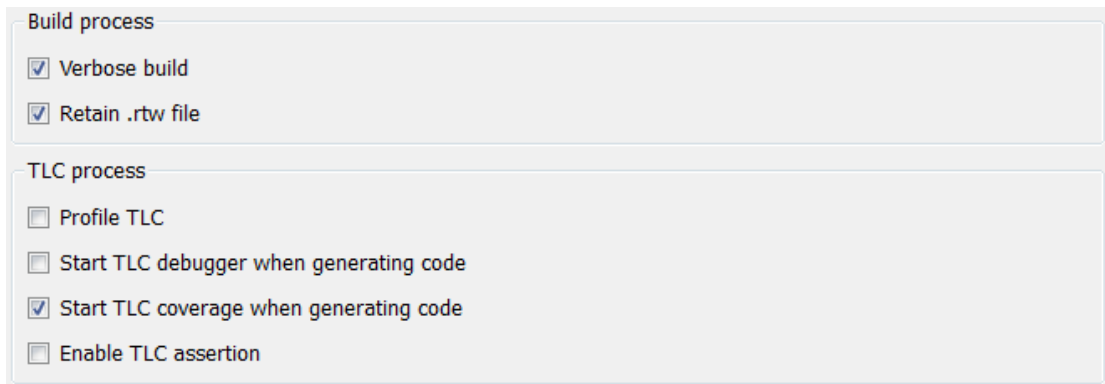 Build process
Verbose build
Retain .rtw file
TLC process
Profile TLC
Start TLC debugger when generating code
Start TLC coverage when generating code
Enable TLC assertion